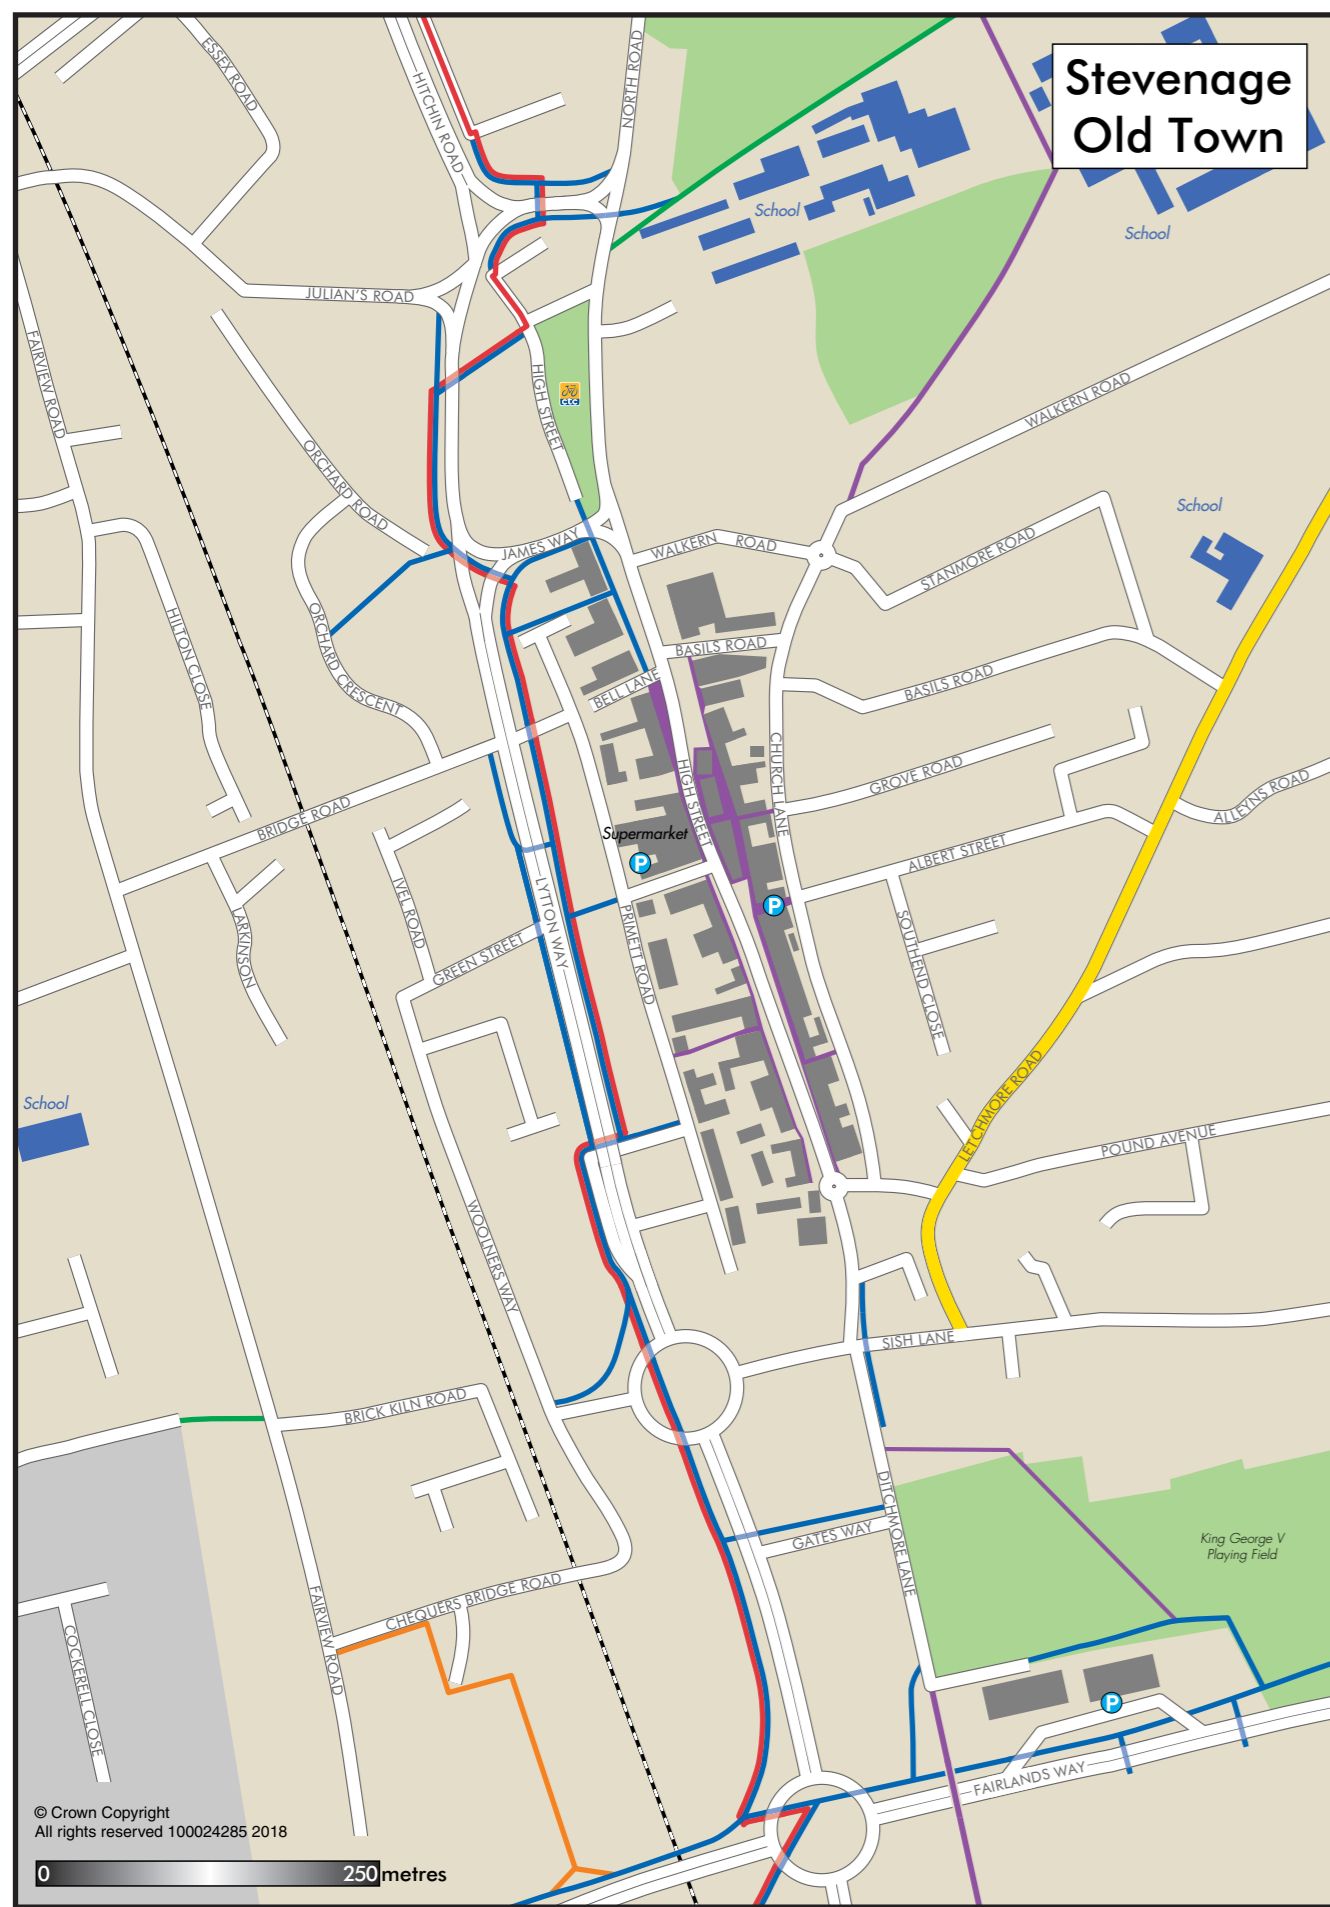 Stevenage
Old Town
ESSEX ROAD
HITCHIN ROAD
NORTH ROAD
School
School
JULIAN'S ROAD
FAIRVIEW ROAD
HIGH STREET
ctc
WALKERN ROAD
ORCHARD ROAD
School
JAMES WAY
WALKERN ROAD
STANMORE ROAD
HILTON CLOSE
ORCHARD CRESCENT
BASILS ROAD
BELL LANE
BASILS ROAD
CHURCH LANE
HIGH STREET
GROVE ROAD
BRIDGE ROAD
Supermarket
P
ALLEYNS ROAD
ALBERT STREET
IVEL ROAD
LYTTON WAY
P
LARKINSON
GREEN STREET
PRIMETT ROAD
SOUTHEND CLOSE
School
LETCHMORE ROAD
POUND AVENUE
WOOLNERS WAY
SISH LANE
BRICK KILN ROAD
DITCHMORE LANE
GATES WAY
King George V
Playing Field
CHEQUERS BRIDGE ROAD
FAIRVIEW ROAD
COCKERELL CLOSE
P
FAIRLANDS WAY
© Crown Copyright
All rights reserved 100024285 2018
0 250 metres